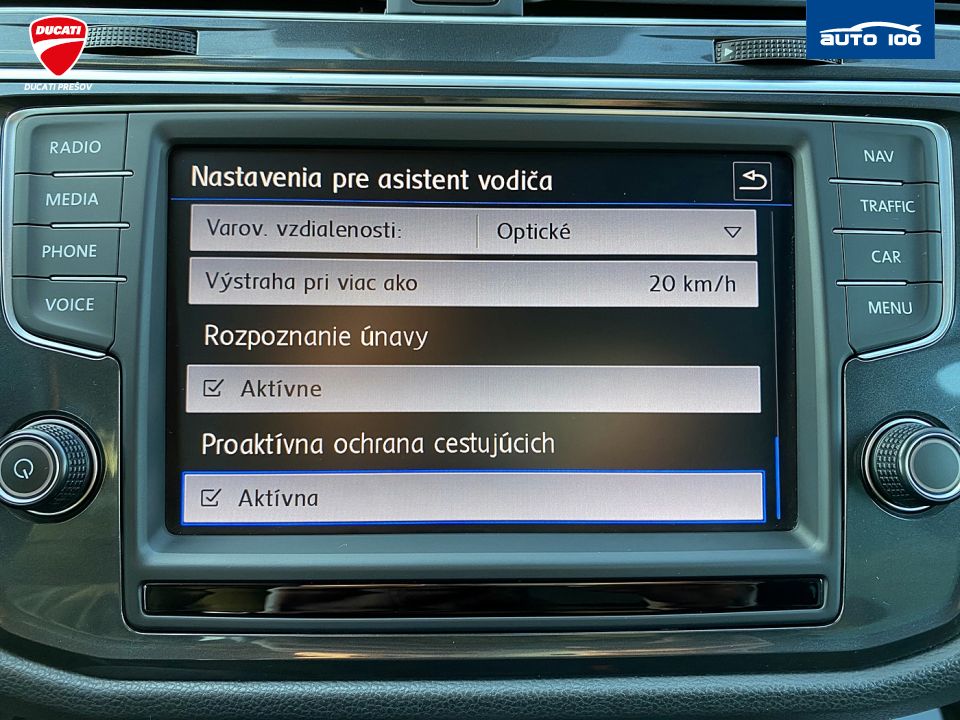 DUCATI
DUCATI PREŠOV
AUTO 100
RADIO
MEDIA
PHONE
VOICE
NAV
TRAFFIC
CAR
MENU
Nastavenia pre asistent vodiča
Varov. vzdialenosti: Optické
Výstraha pri viac ako 20 km/h
Rozpoznanie únavy
Aktívne
Proaktívna ochrana cestujúcich
Aktívna